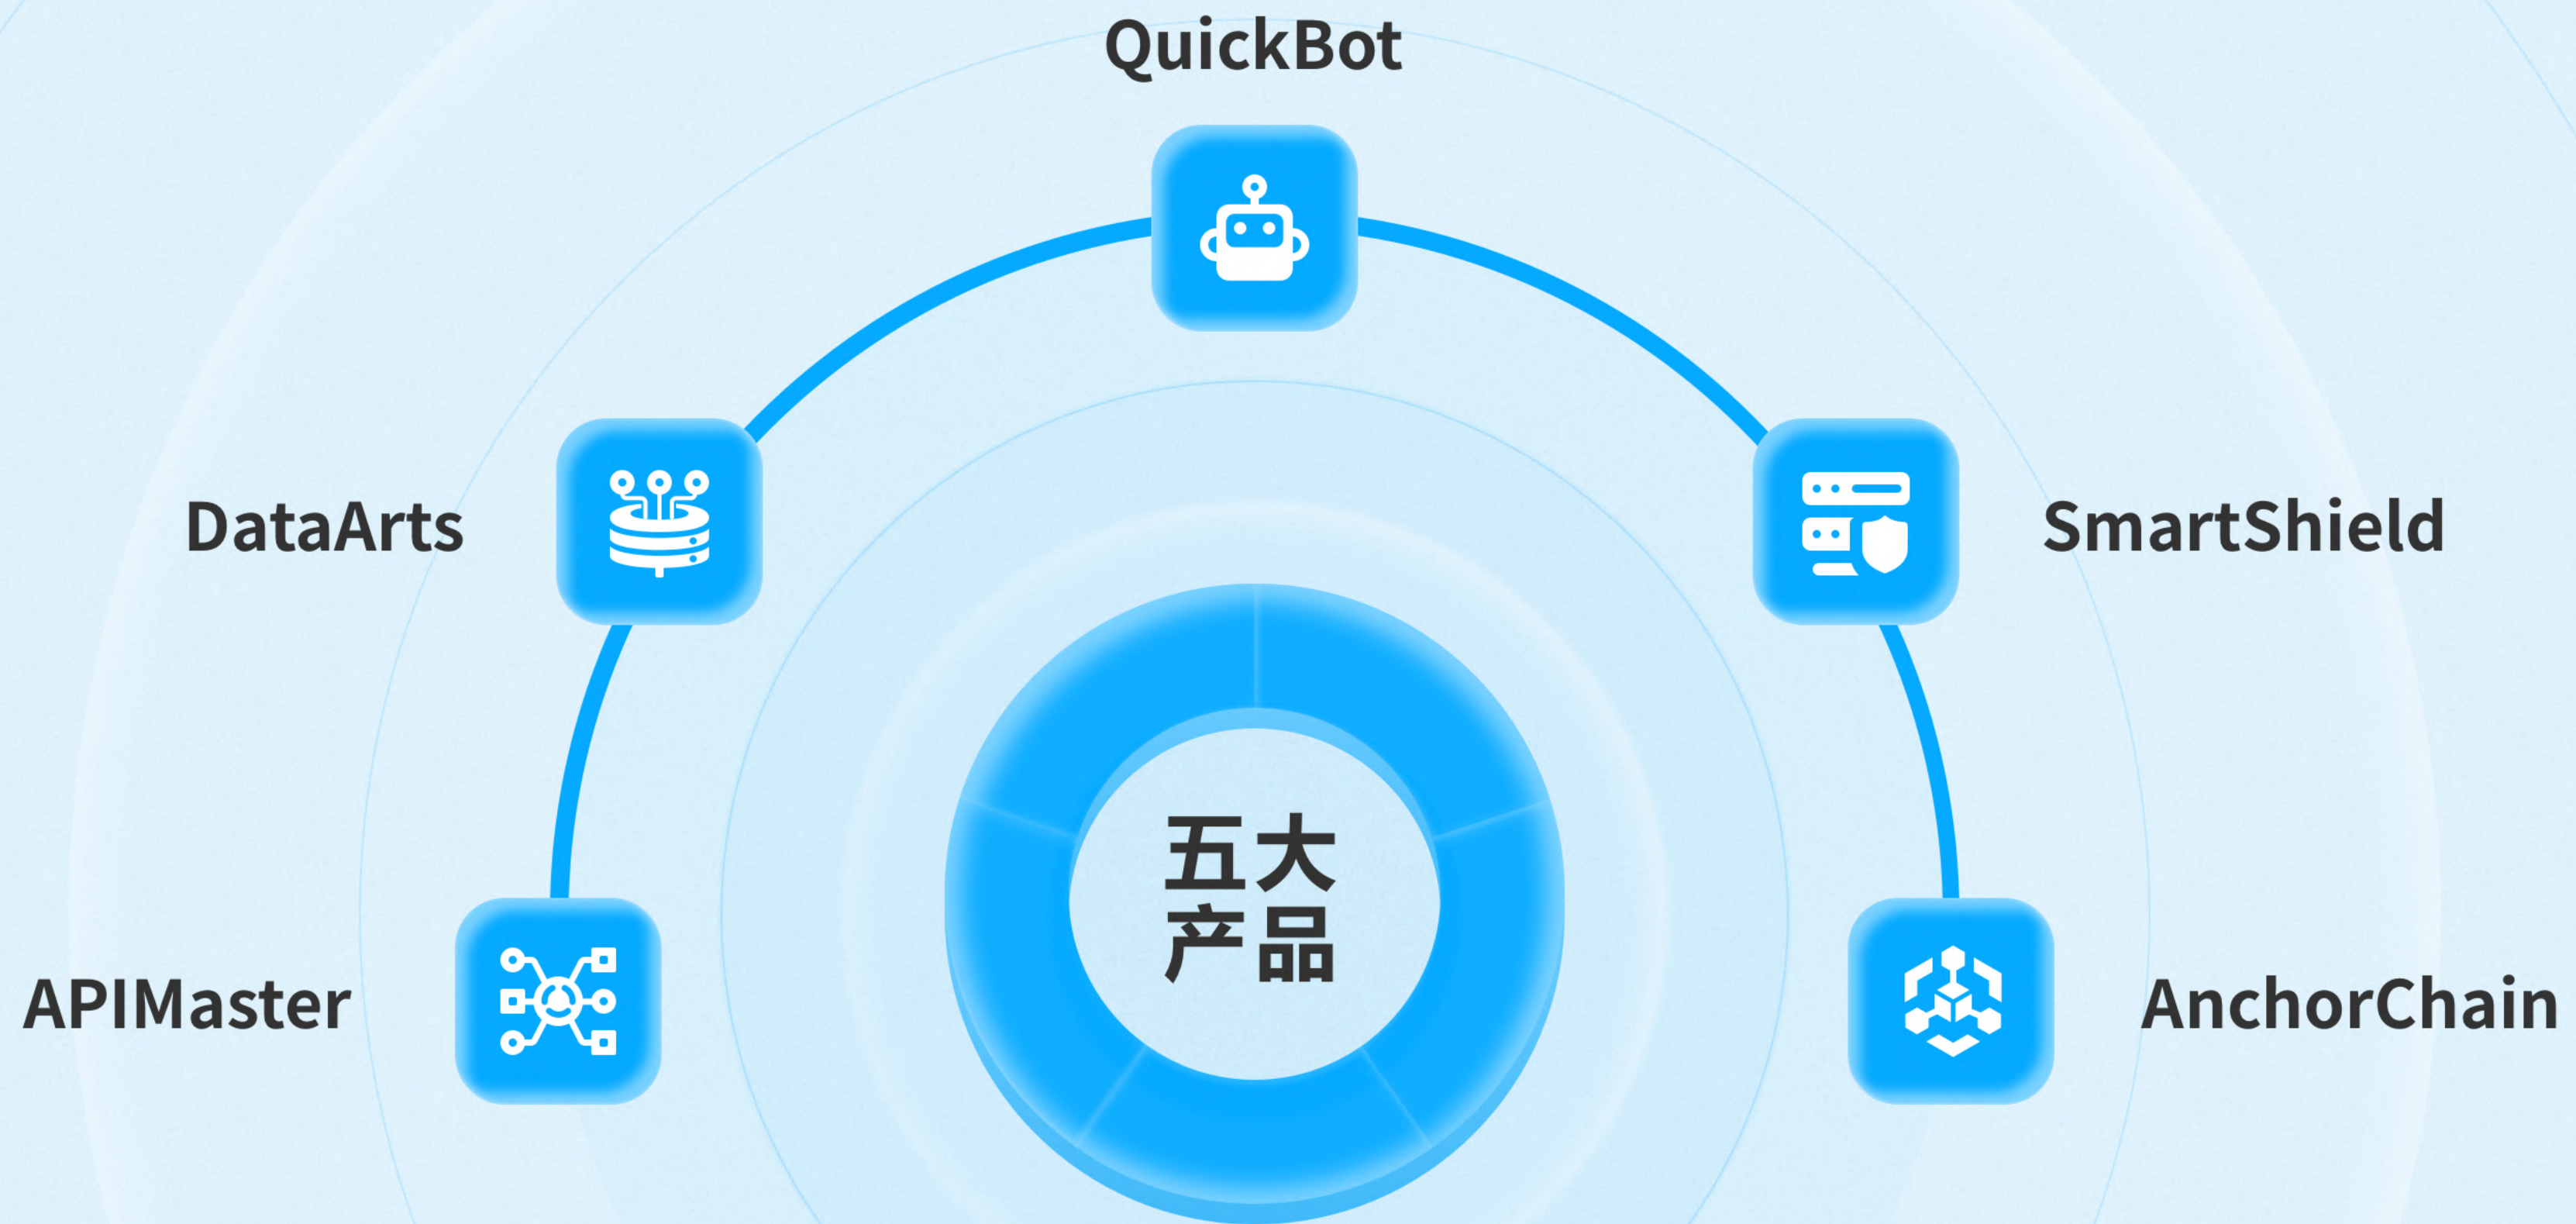 QuickBot
DataArts
SmartShield
五大
产品
APIMaster
AnchorChain